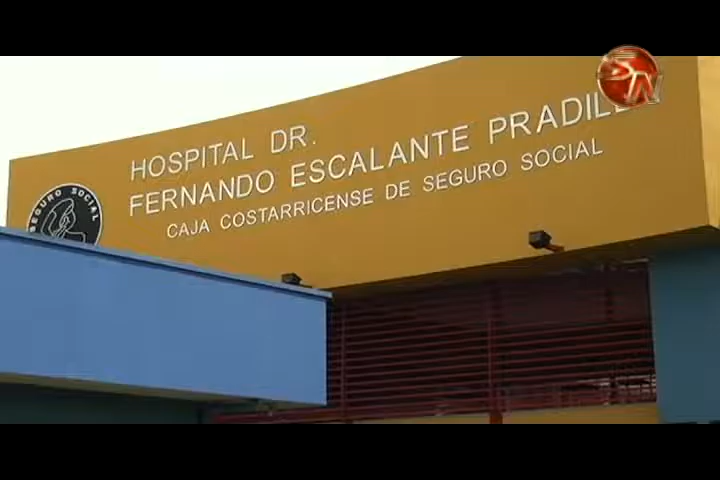 HOSPITAL DR.
FERNANDO ESCALANTE PRADILLA
CAJA COSTARRICENSE DE SEGURO SOCIAL
SEGURO SOCIAL